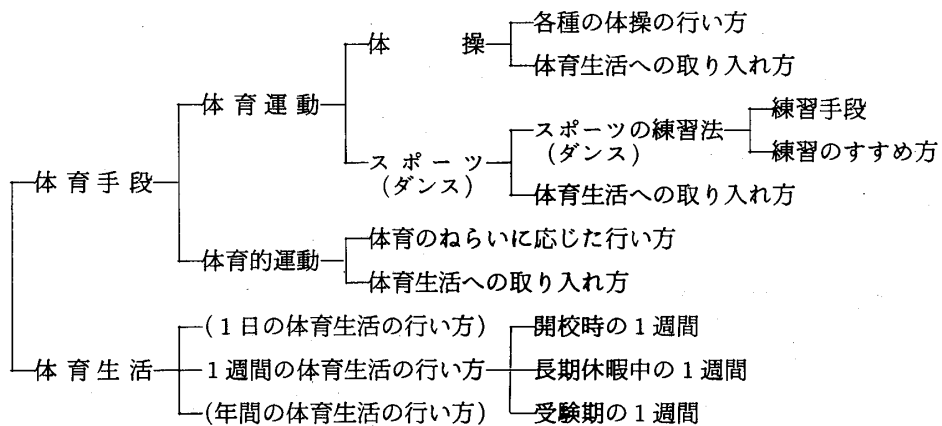 体育手段
体育運動
体操
各種の体操の行い方
体育生活への取り入れ方
スポーツ
(ダンス)
スポーツの練習法
(ダンス)
練習手段
練習のすすめ方
体育生活への取り入れ方
体育的運動
体育のねらいに応じた行い方
体育生活への取り入れ方
体育生活
(1日の体育生活の行い方)
1週間の体育生活の行い方
開校時の1週間
長期休暇中の1週間
受験期の1週間
(年間の体育生活の行い方)